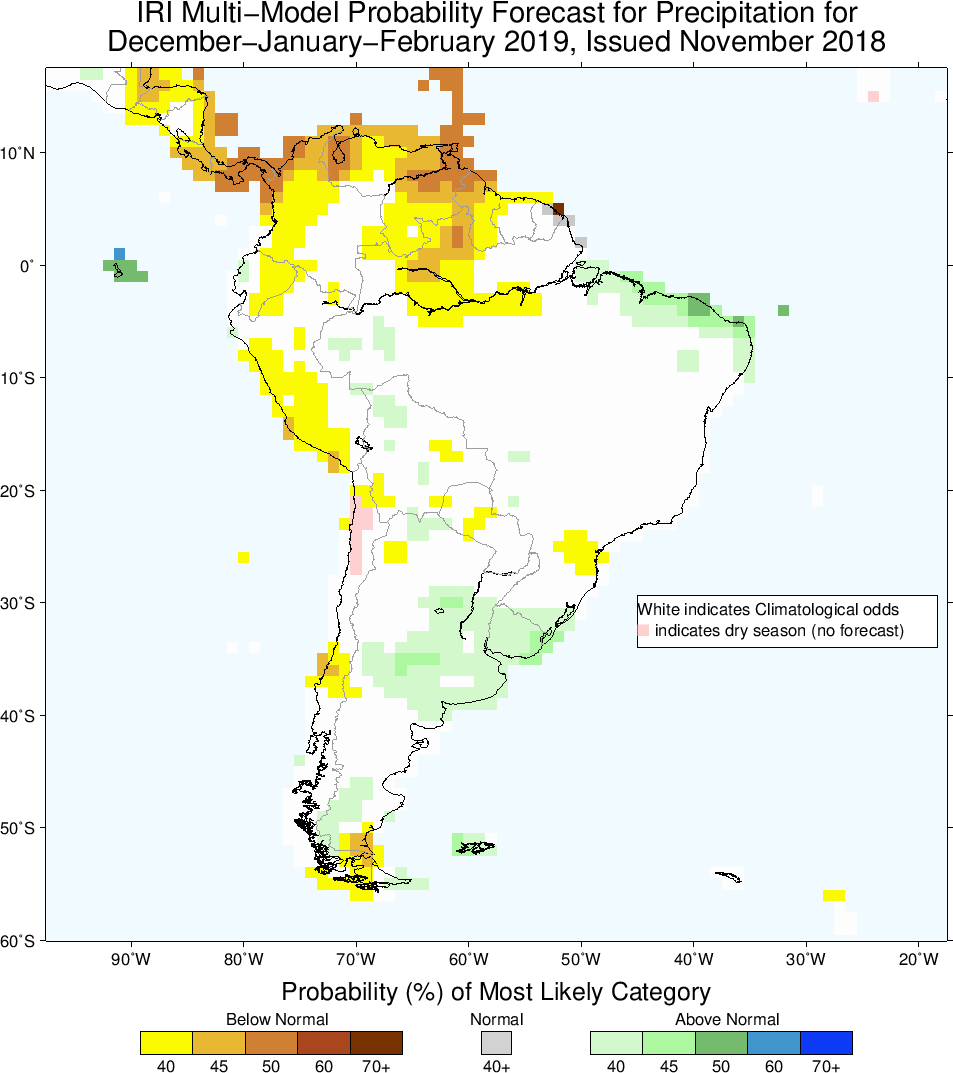 IRI Multi−Model Probability Forecast for Precipitation for
December−January−February 2019, Issued November 2018
10˚N
0˚
10˚S
20˚S
30˚S
40˚S
50˚S
60˚S
White indicates Climatological odds
indicates dry season (no forecast)
90˚W 80˚W 70˚W 60˚W 50˚W 40˚W 30˚W 20˚W
Probability (%) of Most Likely Category
Below Normal Normal Above Normal
40 45 50 60 70+ 40+ 40 45 50 60 70+